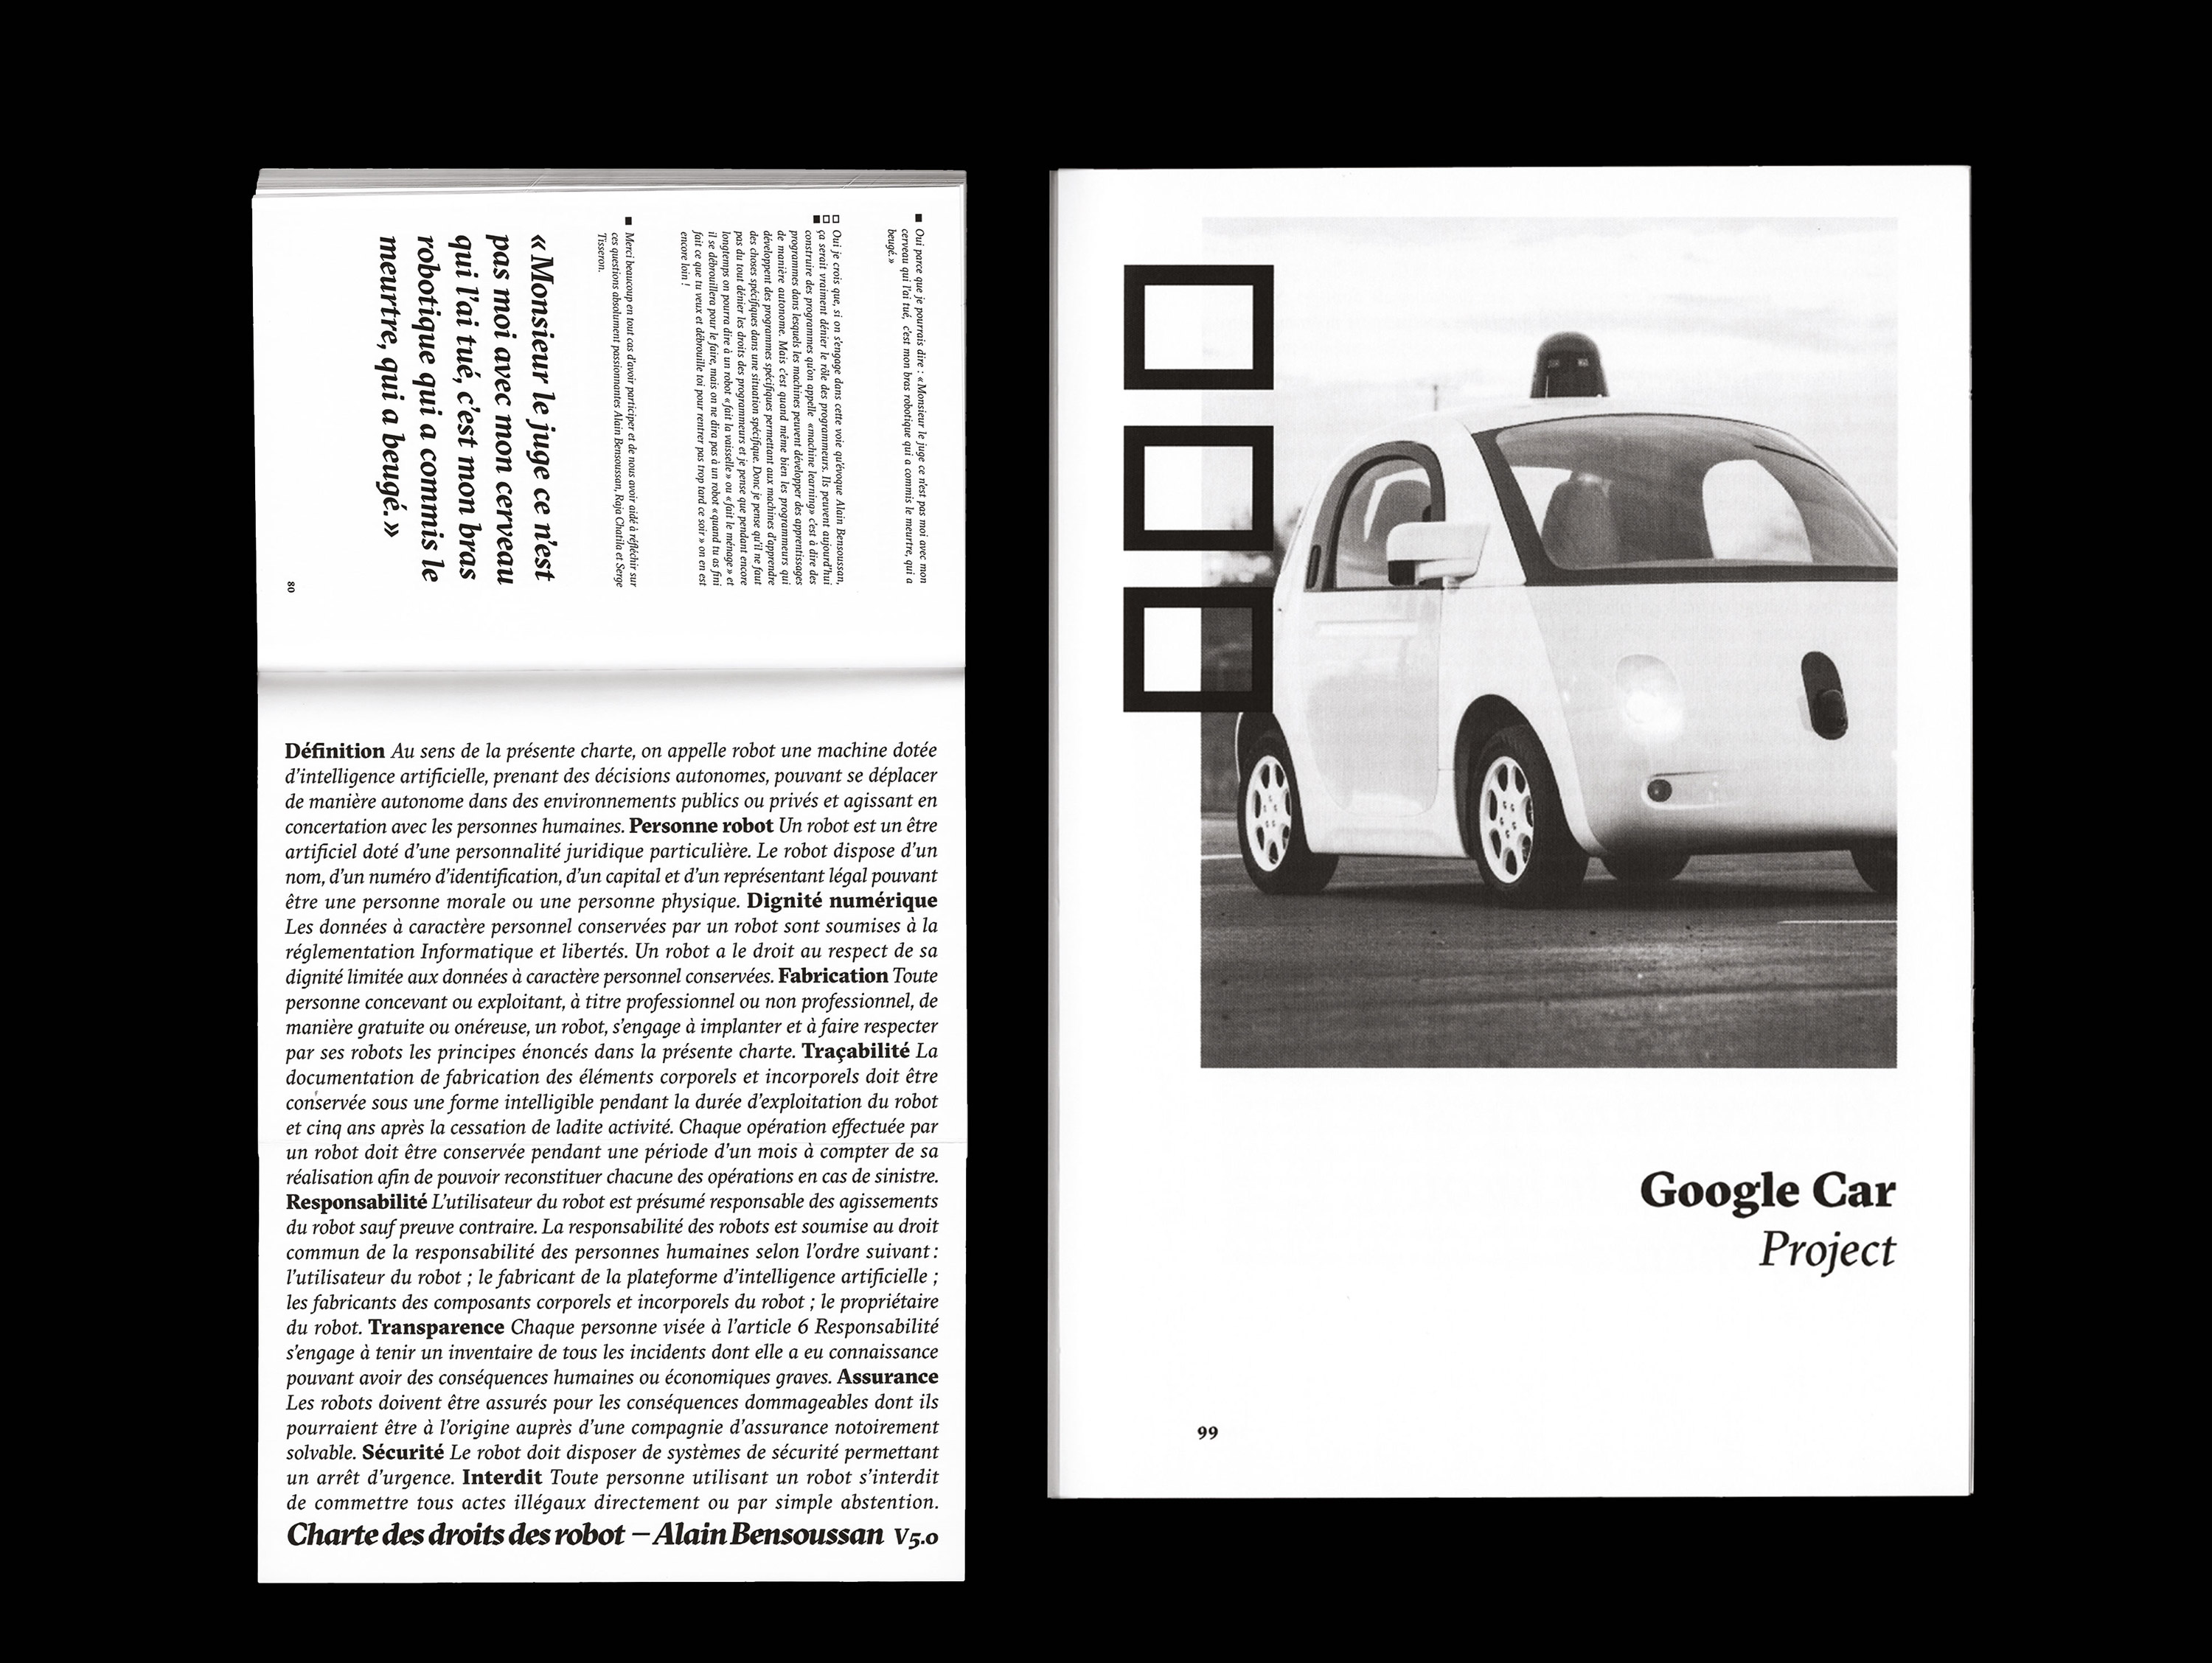 ■ Oui parce que je pourrais dire : «Monsieur le juge ce n'est pas moi avec mon
cerveau qui l'ai tué, c'est mon bras robotique qui a commis le meurtre, qui a
beugé.»
Oui je crois que, si on s'engage dans cette voie qu'évoque Alain Bensoussan,
ça serait vraiment dénier le rôle des programmeurs. Ils peuvent aujourd'hui
construire des programmes qu'on appelle «machine learning» c'est à dire des
programmes dans lesquels les machines peuvent développer des apprentissages
de manière autonome. Mais c'est quand même bien les programmeurs qui
développent des programmes spécifiques permettant aux machines d'apprendre
des choses spécifiques dans une situation spécifique. Donc je pense qu'il ne faut
pas du tout dénier les droits des programmeurs et je pense que pendant encore
longtemps on pourra dire à un robot «fait la vaisselle» ou «fait le ménage» et
il se débrouillera pour le faire, mais on ne dira pas à un robot «quand tu as fini
fait ce que tu veux et débrouille toi pour rentrer pas trop tard ce soir» on en est
encore loin !
■ Merci beaucoup en tout cas d'avoir participer et de nous avoir aidé à réfléchir sur
ces questions absolument passionnantes Alain Bensoussan, Raja Chatila et Serge
Tisseron.
« Monsieur le juge ce n'est
pas moi avec mon cerveau
qui l'ai tué, c'est mon bras
robotique qui a commis le
meurtre, qui a beugé.»
80
Définition Au sens de la présente charte, on appelle robot une machine dotée
d'intelligence artificielle, prenant des décisions autonomes, pouvant se déplacer
de manière autonome dans des environnements publics ou privés et agissant en
concertation avec les personnes humaines. Personne robot Un robot est un être
artificiel doté d'une personnalité juridique particulière. Le robot dispose d'un
nom, d'un numéro d'identification, d'un capital et d'un représentant légal pouvant
être une personne morale ou une personne physique. Dignité numérique
Les données à caractère personnel conservées par un robot sont soumises à la
réglementation Informatique et libertés. Un robot a le droit au respect de sa
dignité limitée aux données à caractère personnel conservées. Fabrication Toute
personne concevant ou exploitant, à titre professionnel ou non professionnel, de
manière gratuite ou onéreuse, un robot, s'engage à implanter et à faire respecter
par ses robots les principes énoncés dans la présente charte. Traçabilité La
documentation de fabrication des éléments corporels et incorporels doit être
conservée sous une forme intelligible pendant la durée d'exploitation du robot
et cinq ans après la cessation de ladite activité. Chaque opération effectuée par
un robot doit être conservée pendant une période d'un mois à compter de sa
réalisation afin de pouvoir reconstituer chacune des opérations en cas de sinistre.
Responsabilité L'utilisateur du robot est présumé responsable des agissements
du robot sauf preuve contraire. La responsabilité des robots est soumise au droit
commun de la responsabilité des personnes humaines selon l'ordre suivant :
l'utilisateur du robot ; le fabricant de la plateforme d'intelligence artificielle ;
les fabricants des composants corporels et incorporels du robot ; le propriétaire
du robot. Transparence Chaque personne visée à l'article 6 Responsabilité
s'engage à tenir un inventaire de tous les incidents dont elle a eu connaissance
pouvant avoir des conséquences humaines ou économiques graves. Assurance
Les robots doivent être assurés pour les conséquences dommageables dont ils
pourraient être à l'origine auprès d'une compagnie d'assurance notoirement
solvable. Sécurité Le robot doit disposer de systèmes de sécurité permettant
un arrêt d'urgence. Interdit Toute personne utilisant un robot s'interdit
de commettre tous actes illégaux directement ou par simple abstention.
Charte des droits des robot — Alain Bensoussan V5.0
Google Car
Project
99